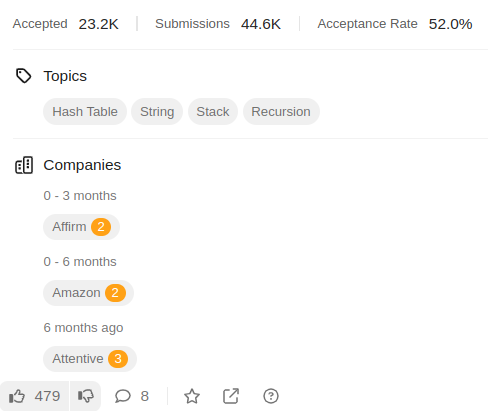 Accepted 23.2K Submissions 44.6K Acceptance Rate 52.0%
Topics
Hash Table String Stack Recursion
Companies
0 - 3 months
Affirm 2
0 - 6 months
Amazon 2
6 months ago
Attentive 3
479 8